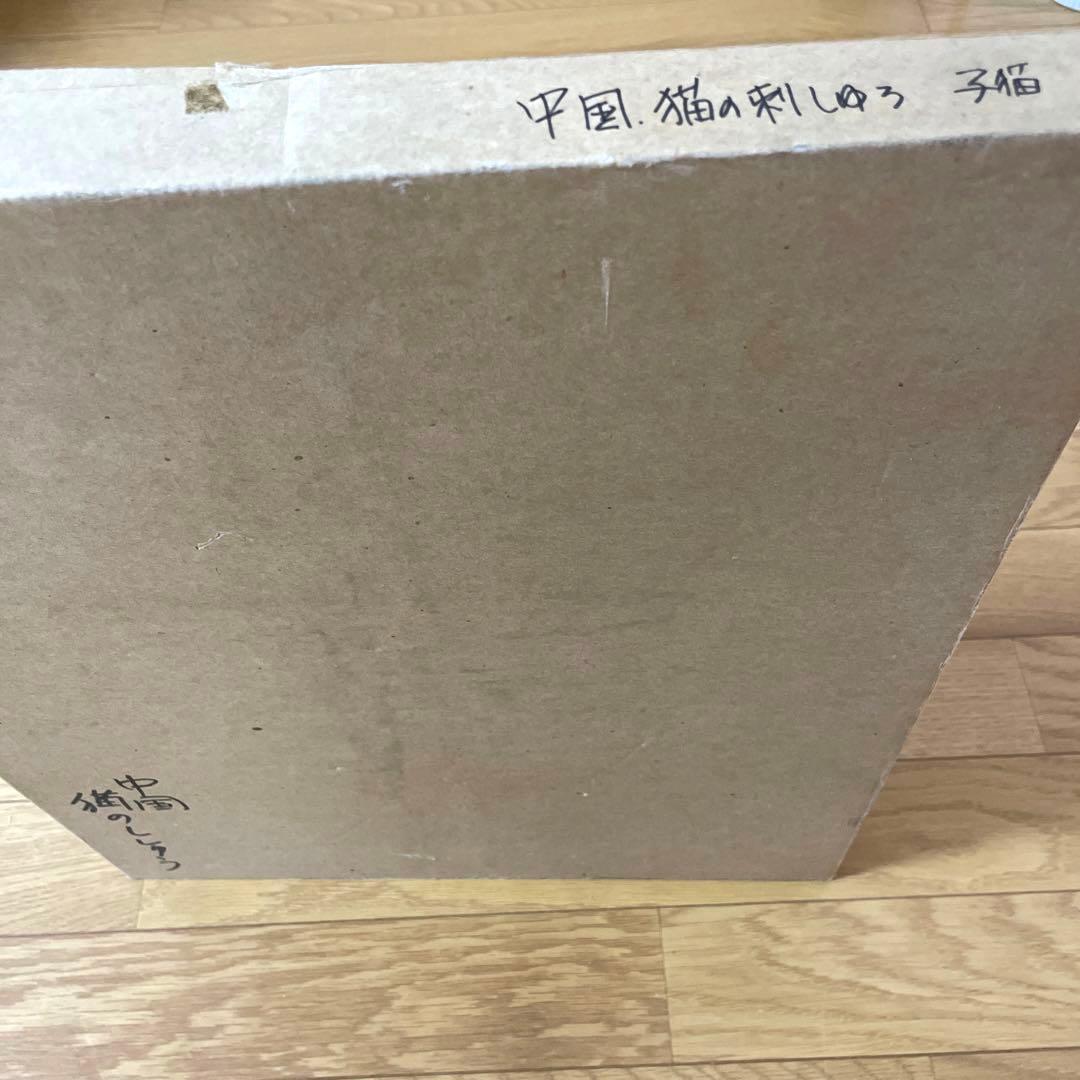 中国.猫の刺しゅう 子猫
中国
猫のししゅう